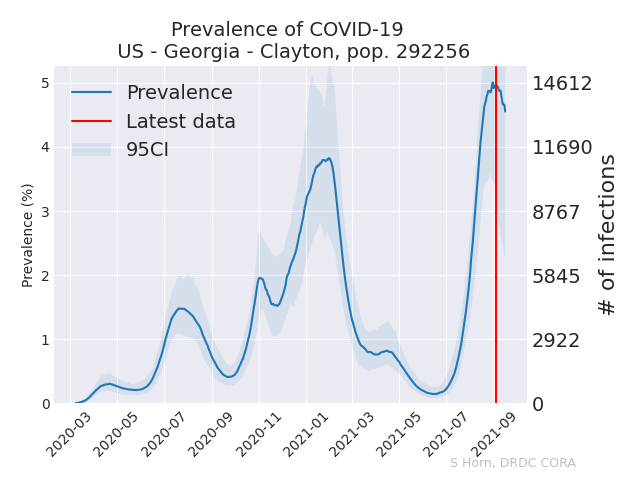 Prevalence of COVID-19
US - Georgia - Clayton, pop. 292256
Prevalence
Latest data
95CI
Prevalence (%)
5
4
3
2
1
0
14612
11690
8767
5845
2922
0
# of infections
2020-03
2020-05
2020-07
2020-09
2020-11
2021-01
2021-03
2021-05
2021-07
2021-09
S Horn, DRDC CORA